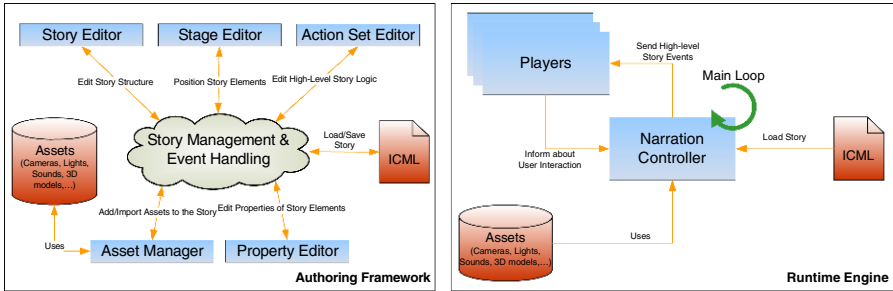 Story Editor
Stage Editor
Action Set Editor
Edit Story Structure
Position Story Elements
Edit High-Level Story Logic
Assets
(Cameras, Lights,
Sounds, 3D
models,...)
Story Management &
Event Handling
Load/Save
Story
ICML
Add/Import Assets to the Story
Edit Properties of Story Elements
Uses
Asset Manager
Property Editor
Authoring Framework
Players
Send High-level
Story Events
Main Loop
Narration
Controller
Load Story
ICML
Inform about
User Interaction
Assets
(Cameras, Lights,
Sounds, 3D models,...)
Uses
Runtime Engine